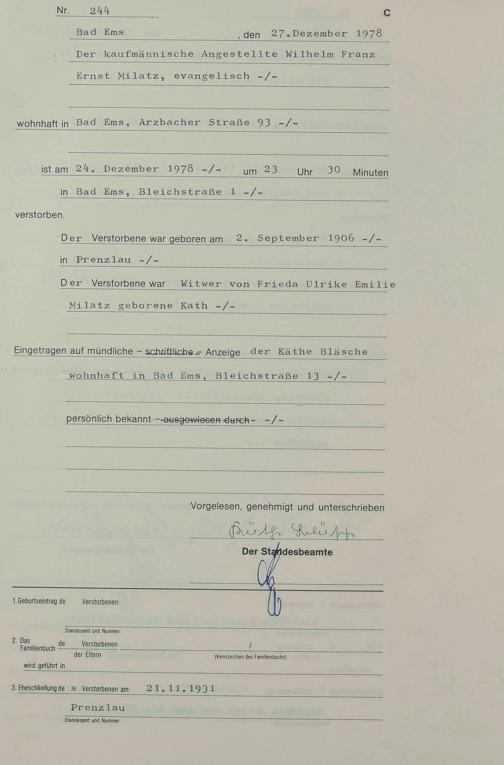 Nr. 244 C
Bad Ems , den 27.Dezember 1978
Der kaufmännische Angestellte Wilhelm Franz
Ernst Milatz, evangelisch -/-
wohnhaft in Bad Ems, Arzbacher Straße 93 -/-
ist am 24. Dezember 1978 -/- um 23 Uhr 30 Minuten
in Bad Ems, Bleichstraße 1 -/-
verstorben.
Der Verstorbene war geboren am 2. September 1906 -/-
in Prenzlau -/-
Der Verstorbene war Witwer von Frieda Ulrike Emilie
Milatz geborene Kath -/-
Eingetragen auf mündliche – schriftliche – Anzeige der Käthe Bläsche
wohnhaft in Bad Ems, Bleichstraße 13 -/-
persönlich bekannt – ausgewiesen durch – -/-
Vorgelesen, genehmigt und unterschrieben
Der Standesbeamte
1. Geburtseintrag de Verstorbenen:
Standesamt und Nummer
2. Das Familienbuch de Verstorbenen /
der Eltern (Kennzeichen des Familienbuchs)
wird geführt in
3. Eheschließung de s Verstorbenen am 21.11.1931
Prenzlau
Standesamt und Nummer